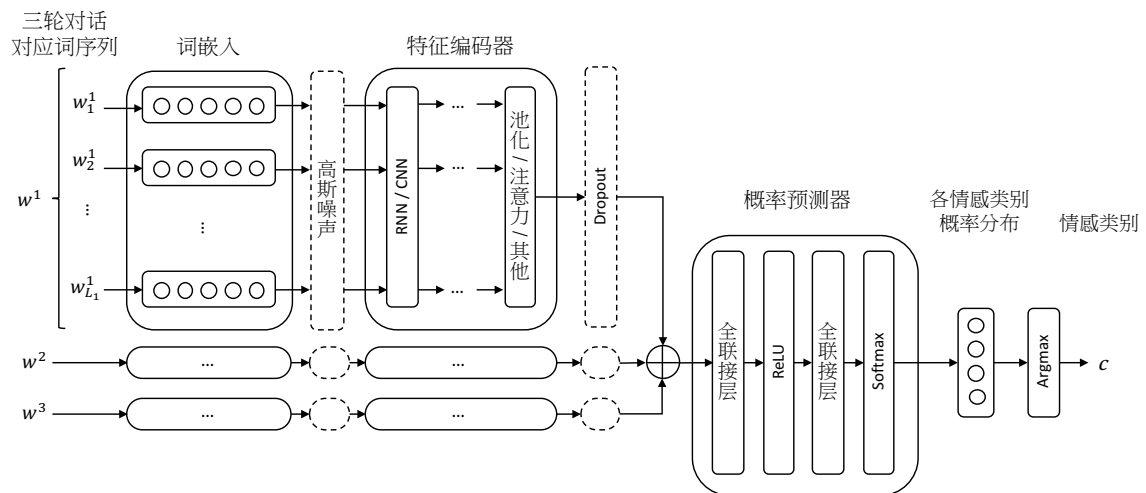 三轮对话
对应词序列
词嵌入
特征编码器
w^1
w_1^1
w_2^1
...
w_{L_1}^1
...
高斯噪声
RNN / CNN
...
...
...
池化 / 注意力 / 其他
Dropout
w^2
...
...
w^3
...
...
概率预测器
全联接层
ReLU
全联接层
Softmax
各情感类别
概率分布
情感类别
Argmax
c